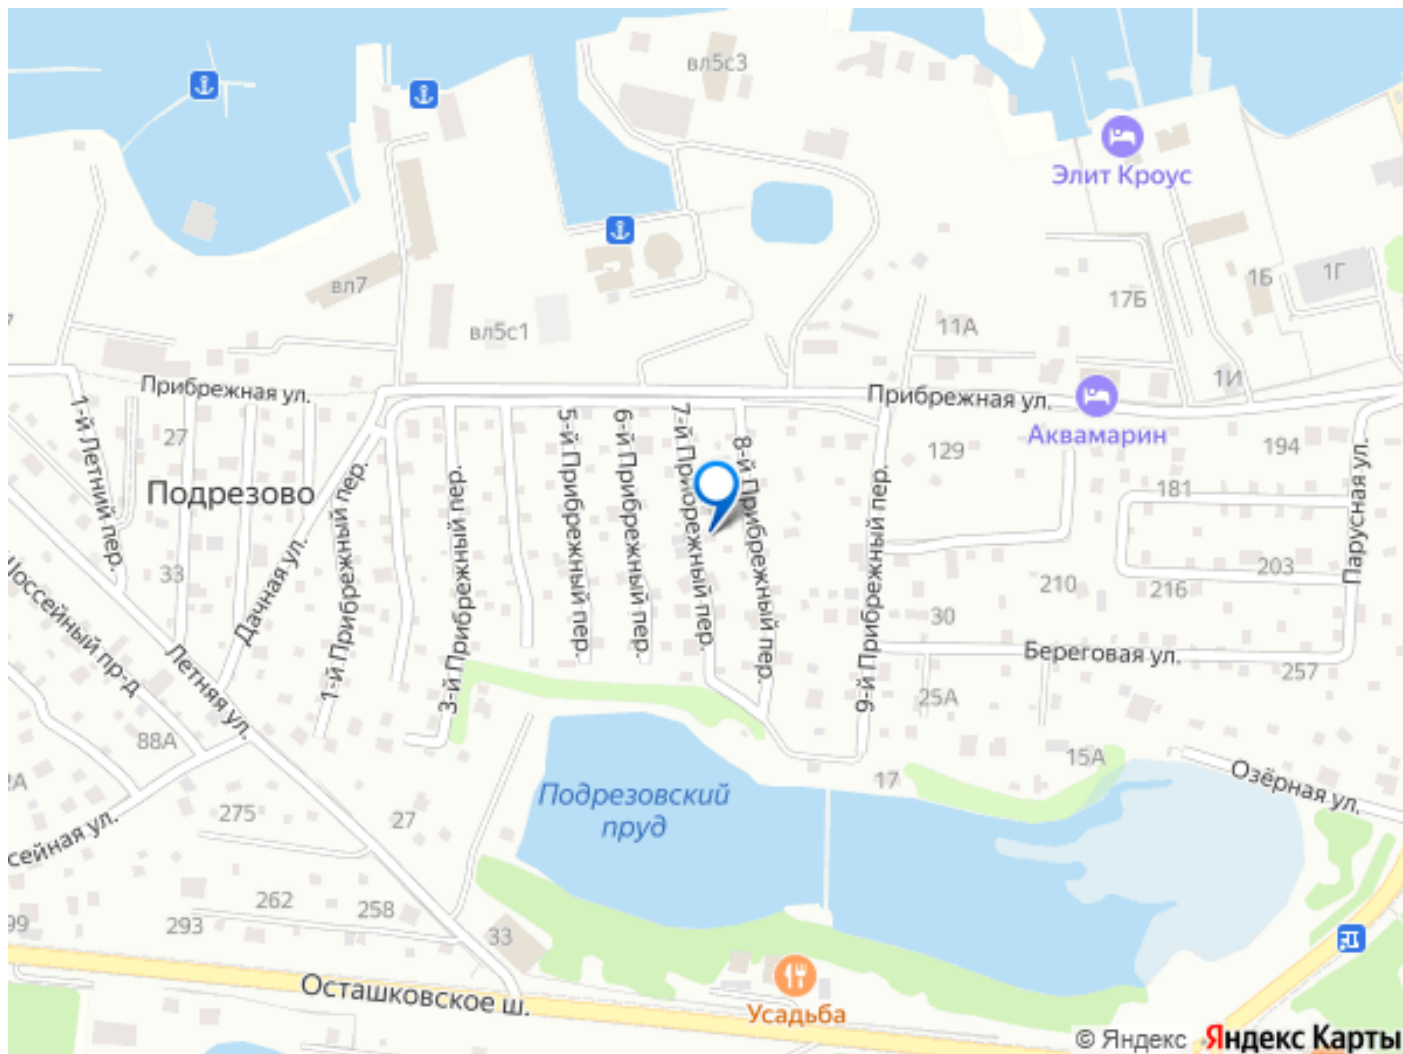 вл5с3
Элит Кроус
вл7
вл5с1
17Б
1Б
1Г
11А
1И
Прибрежная ул.
Прибрежная ул.
Аквамарин
27
129
194
1-й Летний пер.
Подрезово
Дачная ул.
1-й Прибрежный пер.
3-й Прибрежный пер.
5-й Прибрежный пер.
6-й Прибрежный пер.
7-й Прибрежный пер.
8-й Прибрежный пер.
9-й Прибрежный пер.
181
Парусная ул.
33
210
216
203
30
Береговая ул.
257
25А
Летняя ул.
88А
15А
17
Озёрная ул.
Подрезовский
пруд
275
27
сейная ул.
262
258
293
99
33
Осташковское ш.
Усадьба
© Яндекс Яндекс Карты